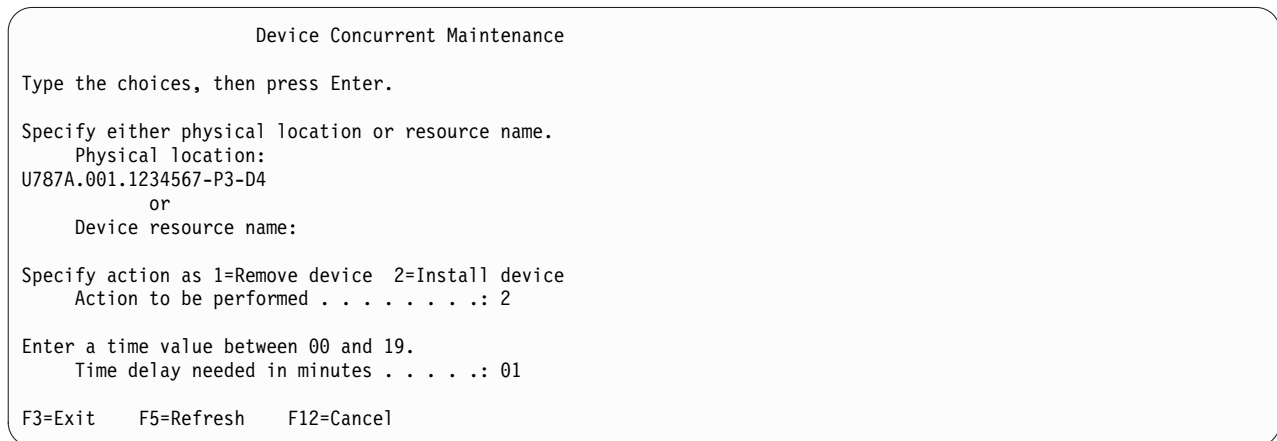 Device Concurrent Maintenance
Type the choices, then press Enter.
Specify either physical location or resource name.
Physical location:
U787A.001.1234567-P3-D4
or
Device resource name:
Specify action as 1=Remove device 2=Install device
Action to be performed . . . . . . . .: 2
Enter a time value between 00 and 19.
Time delay needed in minutes . . . . .: 01
F3=Exit F5=Refresh F12=Cancel